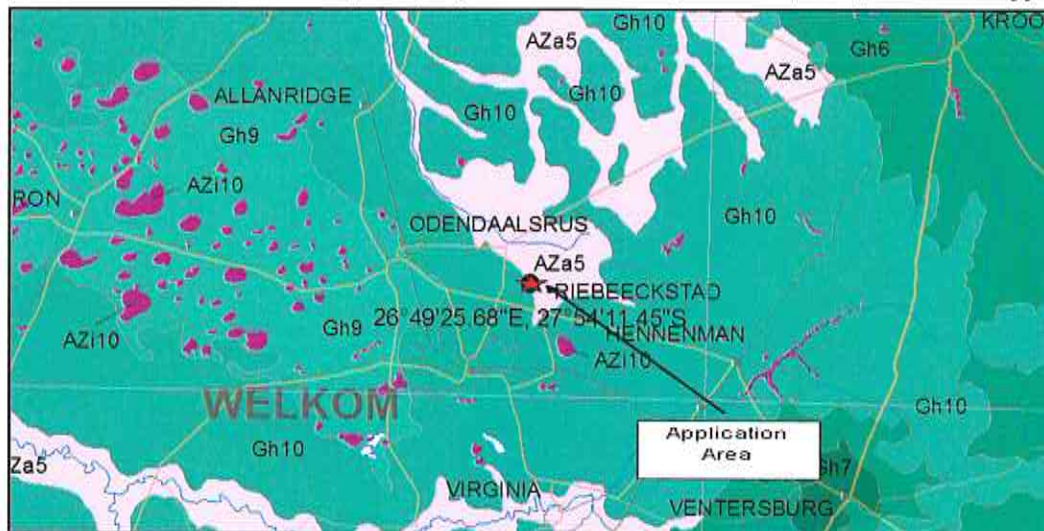 Gh10
AZa5
Gh6
KROO
AZa5
ALLANRIDGE
Gh10
Gh10
Gh9
AZi10
RON
Gh10
ODENDAALSRUS
AZa5
RIEBEECKSTAD
26°49'25.68"E, 27°54'11.45"S
Gh9
AZi10
HENNENMAN
AZi10
WELKOM
Gh10
Gh10
Application
Area
Za5
Gh7
VIRGINIA
VENTERSBURG